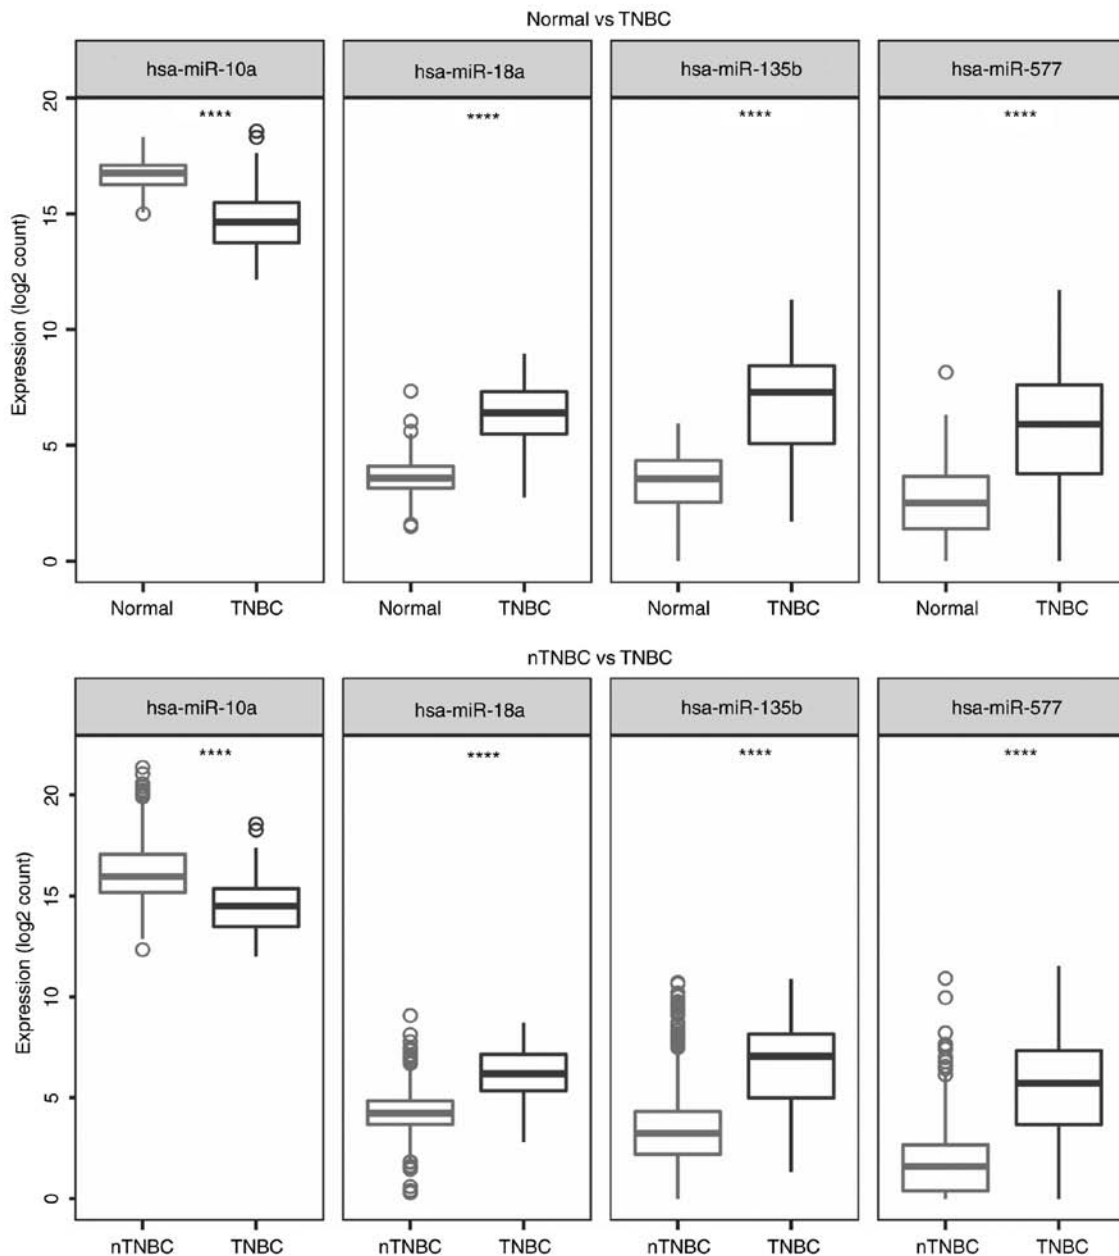 Normal vs TNBC
hsa-miR-10a
hsa-miR-18a
hsa-miR-135b
hsa-miR-577
Expression (log2 count)
20
15
10
5
0
****
****
****
****
Normal
TNBC
Normal
TNBC
Normal
TNBC
Normal
TNBC
nTNBC vs TNBC
hsa-miR-10a
hsa-miR-18a
hsa-miR-135b
hsa-miR-577
Expression (log2 count)
20
15
10
5
0
****
****
****
****
nTNBC
TNBC
nTNBC
TNBC
nTNBC
TNBC
nTNBC
TNBC